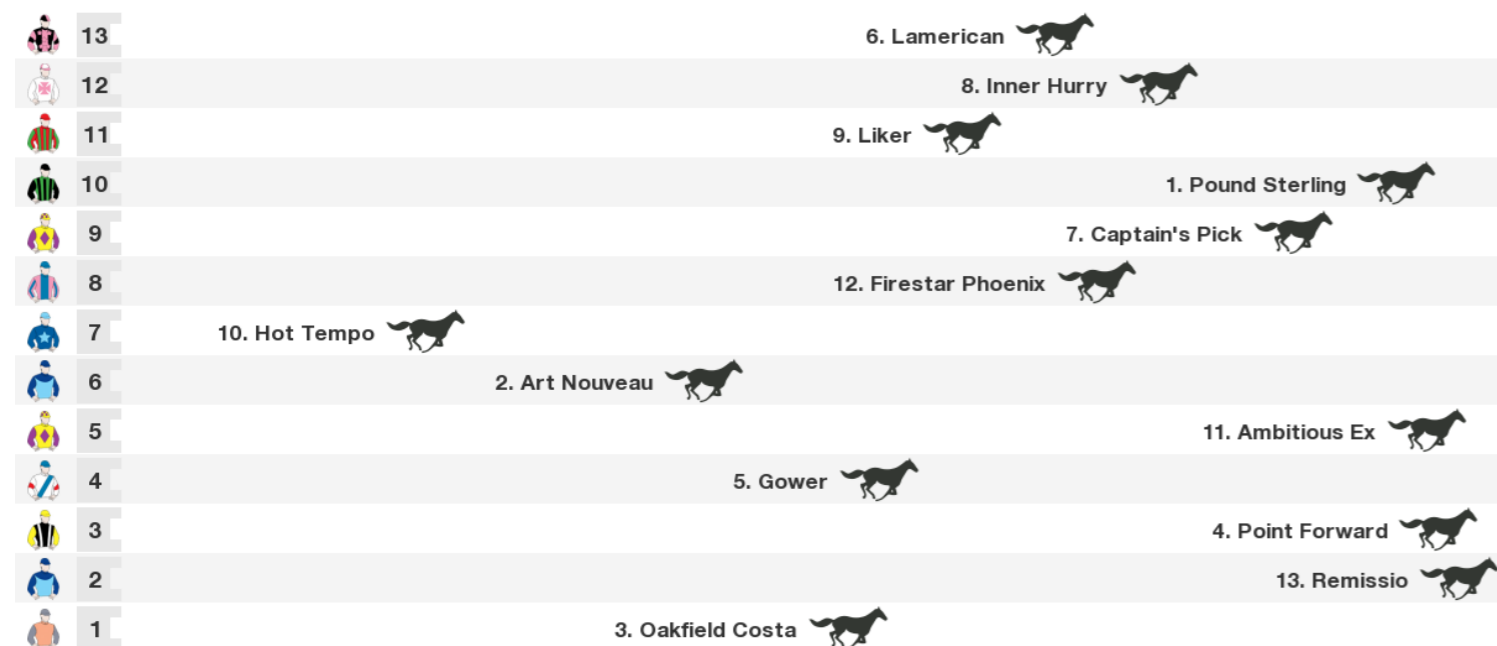 13 6. Lamerican
12 8. Inner Hurry
11 9. Liker
10 1. Pound Sterling
9 7. Captain's Pick
8 12. Firestar Phoenix
7 10. Hot Tempo
6 2. Art Nouveau
5 11. Ambitious Ex
4 5. Gower
3 4. Point Forward
2 13. Remissio
1 3. Oakfield Costa